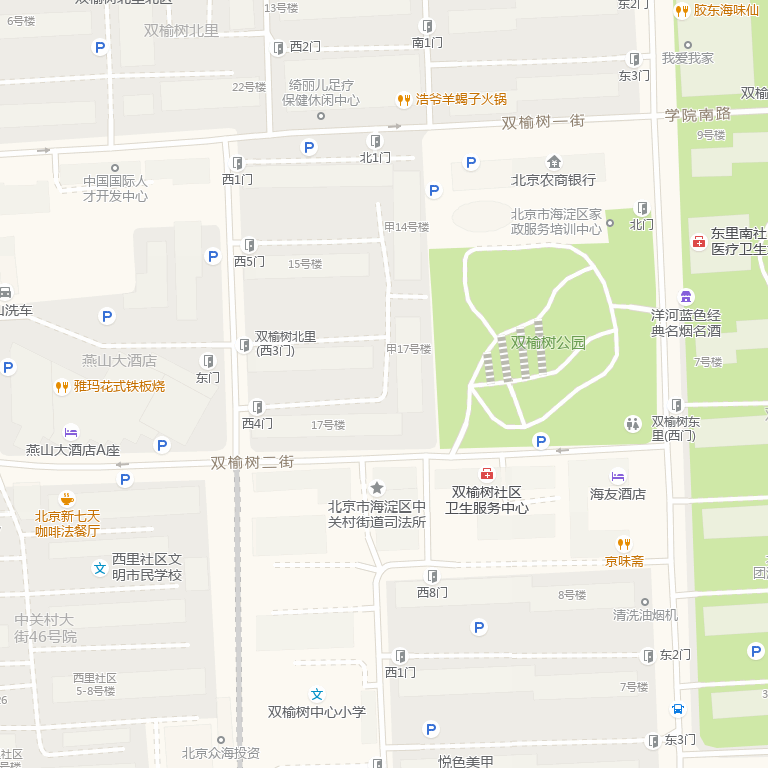 双榆树北里北区
6号楼
双榆树北里
胶东海味仙
东2门
13号楼
西2门
南1门
东3门
我爱我家
22号楼
绮丽儿足疗
保健休闲中心
浩爷羊蝎子火锅
双榆
学院南路
双榆树一街
9号楼
北1门
西1门
中国国际人
才开发中心
北京农商银行
北门
北京市海淀区家
政服务培训中心
甲14号楼
东里南社
医疗卫生
西5门
15号楼
山洗车
洋河蓝色经
典名烟名酒
双榆树北里
(西3门)
双榆树公园
甲17号楼
7号楼
燕山大酒店
东门
雅玛花式铁板烧
西4门
17号楼
双榆树东
里(西门)
燕山大酒店A座
双榆树二街
双榆树社区
卫生服务中心
海友酒店
北京市海淀区中
关村街道司法所
北京新七天
咖啡法餐厅
西里社区文
明市民学校
京味斋
西8门
8号楼
团
清洗油烟机
中关村大
街46号院
西1门
东2门
西里社区
5-8号楼
7号楼
26
3
双榆树中心小学
东3门
北京众海投资
社区
号楼
悦色美甲